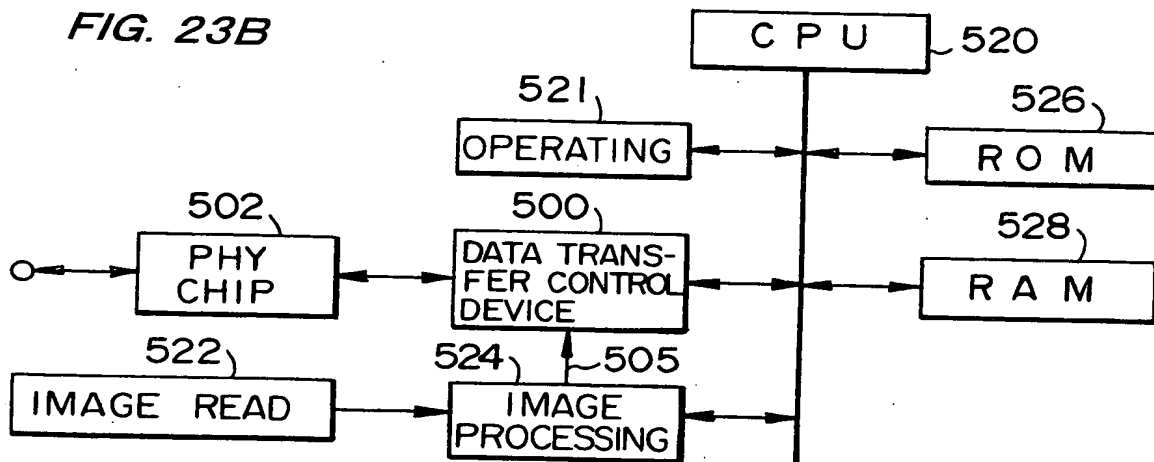 FIG. 23B
CPU
520
521
OPERATING
526
ROM
502
PHY
CHIP
500
DATA TRANS-
FER CONTROL
DEVICE
528
RAM
522
IMAGE READ
524
505
IMAGE
PROCESSING